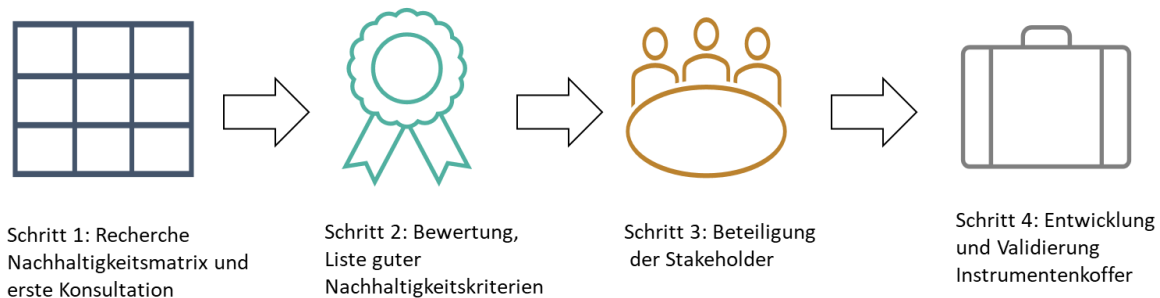 Schritt 1: Recherche
Nachhaltigkeitsmatrix und
erste Konsultation
Schritt 2: Bewertung,
Liste guter
Nachhaltigkeitskriterien
Schritt 3: Beteiligung
der Stakeholder
Schritt 4: Entwicklung
und Validierung
Instrumentenkoffer